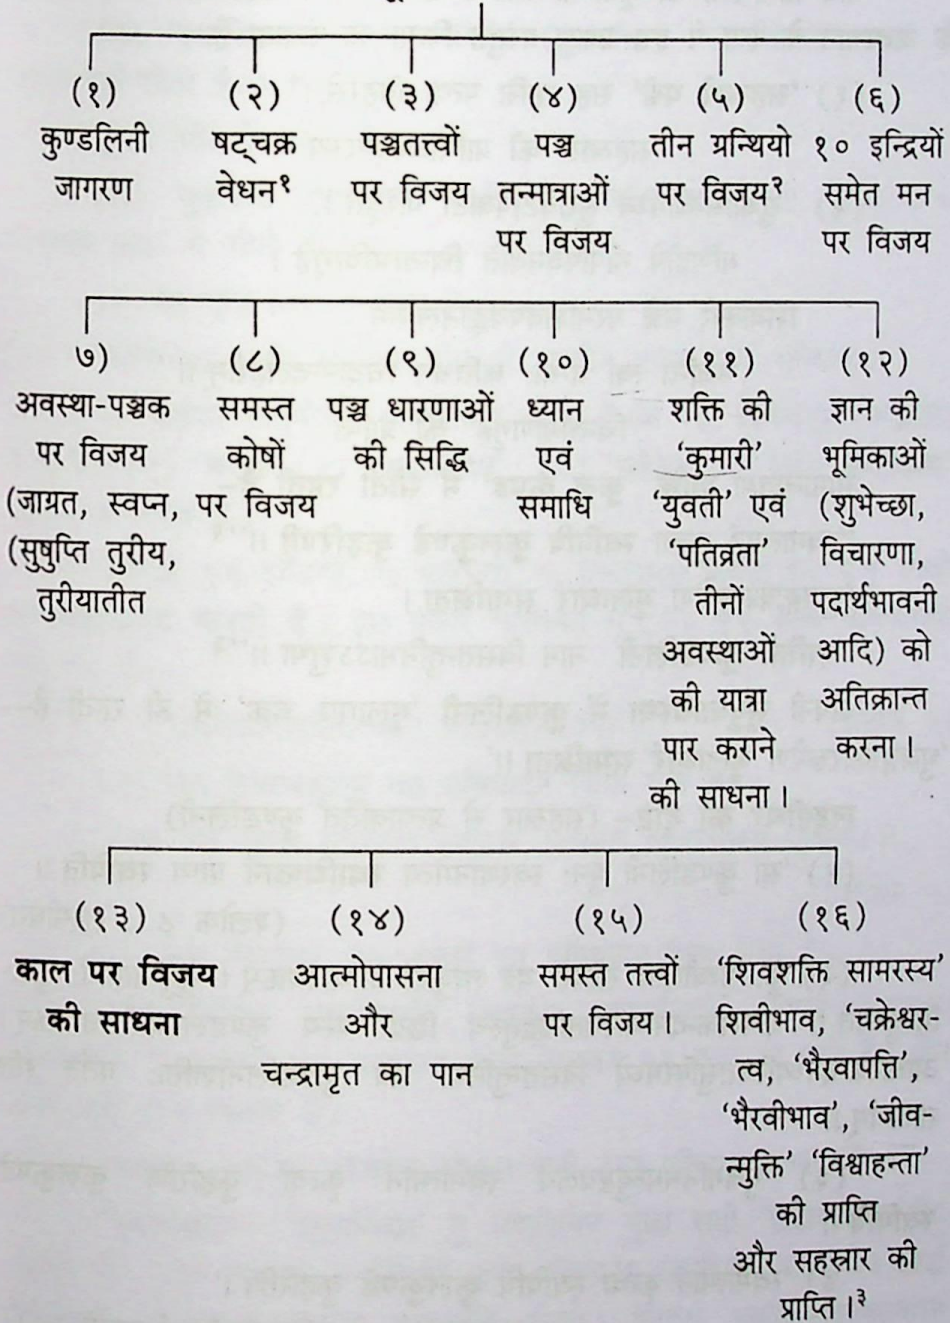 (१) (२) (३) (४) (५) (६)
कुण्डलिनी षट्चक्र पञ्चतत्त्वों पञ्च तीन ग्रन्थियो १० इन्द्रियों
जागरण वेधन१ पर विजय तन्मात्राओं पर विजय२ समेत मन
पर विजय पर विजय
७) (८) (९) (१०) (११) (१२)
अवस्था-पञ्चक समस्त पञ्च धारणाओं ध्यान शक्ति की ज्ञान की
पर विजय कोषों की सिद्धि एवं 'कुमारी' भूमिकाओं
(जाग्रत, स्वप्न, पर विजय समाधि 'युवती' एवं (शुभेच्छा,
(सुषुप्ति तुरीय, 'पतिव्रता' विचारणा,
तुरीयातीत तीनों पदार्थभावनी
अवस्थाओं आदि) को
की यात्रा अतिक्रान्त
पार कराने करना।
की साधना।
(१३) (१४) (१५) (१६)
काल पर विजय आत्मोपासना समस्त तत्त्वों 'शिवशक्ति सामरस्य'
की साधना और पर विजय। शिवीभाव, 'चक्रेश्वर-
चन्द्रामृत का पान त्व, 'भैरवापत्ति',
'भैरवीभाव', 'जीव-
न्मुक्ति' 'विश्वाहन्ता'
की प्राप्ति
और सहस्रार की
प्राप्ति।३